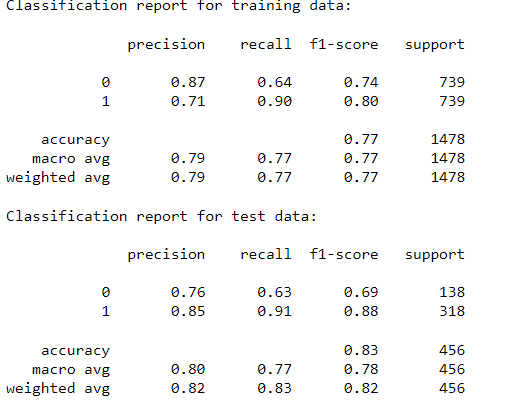 Classification report for training data:
precision recall f1-score support
0 0.87 0.64 0.74 739
1 0.71 0.90 0.80 739
accuracy 0.77 1478
macro avg 0.79 0.77 0.77 1478
weighted avg 0.79 0.77 0.77 1478
Classification report for test data:
precision recall f1-score support
0 0.76 0.63 0.69 138
1 0.85 0.91 0.88 318
accuracy 0.83 456
macro avg 0.80 0.77 0.78 456
weighted avg 0.82 0.83 0.82 456